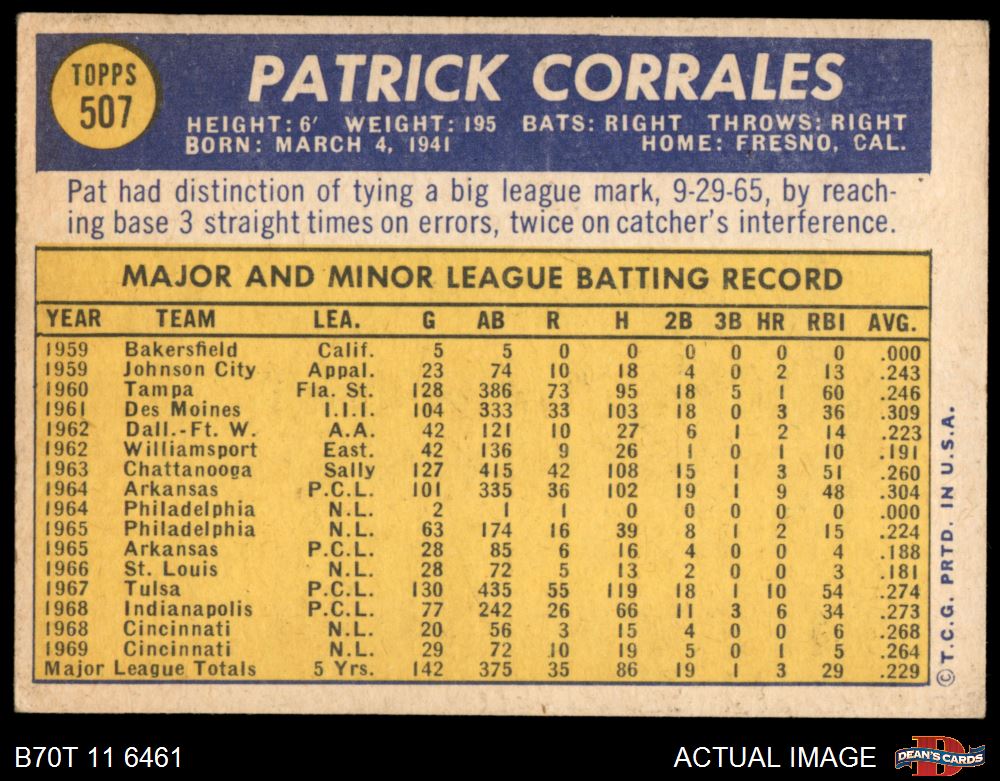 TOPPS
507
PATRICK CORRALES
HEIGHT: 6' WEIGHT: 195 BATS: RIGHT THROWS: RIGHT
BORN: MARCH 4, 1941 HOME: FRESNO, CAL.
Pat had distinction of tying a big league mark, 9-29-65, by reach-
ing base 3 straight times on errors, twice on catcher's interference.
MAJOR AND MINOR LEAGUE BATTING RECORD
YEAR TEAM LEA. G AB R H 2B 3B HR RBI AVG.
1959 Bakersfield Calif. 5 5 0 0 0 0 0 0 .000
1959 Johnson City Appal. 23 74 10 18 4 0 2 13 .243
1960 Tampa Fla. St. 128 386 73 95 18 5 1 60 .246
1961 Des Moines I.I.I. 104 333 33 103 18 0 3 36 .309
1962 Dall.-Ft. W. A.A. 42 121 10 27 6 1 2 14 .223
1962 Williamsport East. 42 136 9 26 1 0 1 10 .191
1963 Chattanooga Sally 127 415 42 108 15 1 3 51 .260
1964 Arkansas P.C.L. 101 335 36 102 19 1 9 48 .304
1964 Philadelphia N.L. 2 1 1 0 0 0 0 0 .000
1965 Philadelphia N.L. 63 174 16 39 8 1 2 15 .224
1965 Arkansas P.C.L. 28 85 6 16 4 0 0 4 .188
1966 St. Louis N.L. 28 72 5 13 2 0 0 3 .181
1967 Tulsa P.C.L. 130 435 55 119 18 1 10 54 .274
1968 Indianapolis P.C.L. 77 242 26 66 11 3 6 34 .273
1968 Cincinnati N.L. 20 56 3 15 4 0 0 6 .268
1969 Cincinnati N.L. 29 72 10 19 5 0 1 5 .264
Major League Totals 5 Yrs. 142 375 35 86 19 1 3 29 .229
© T.C.G. PRTD. IN U.S.A.
B70T 11 6461
ACTUAL IMAGE
DEAN'S CARDS